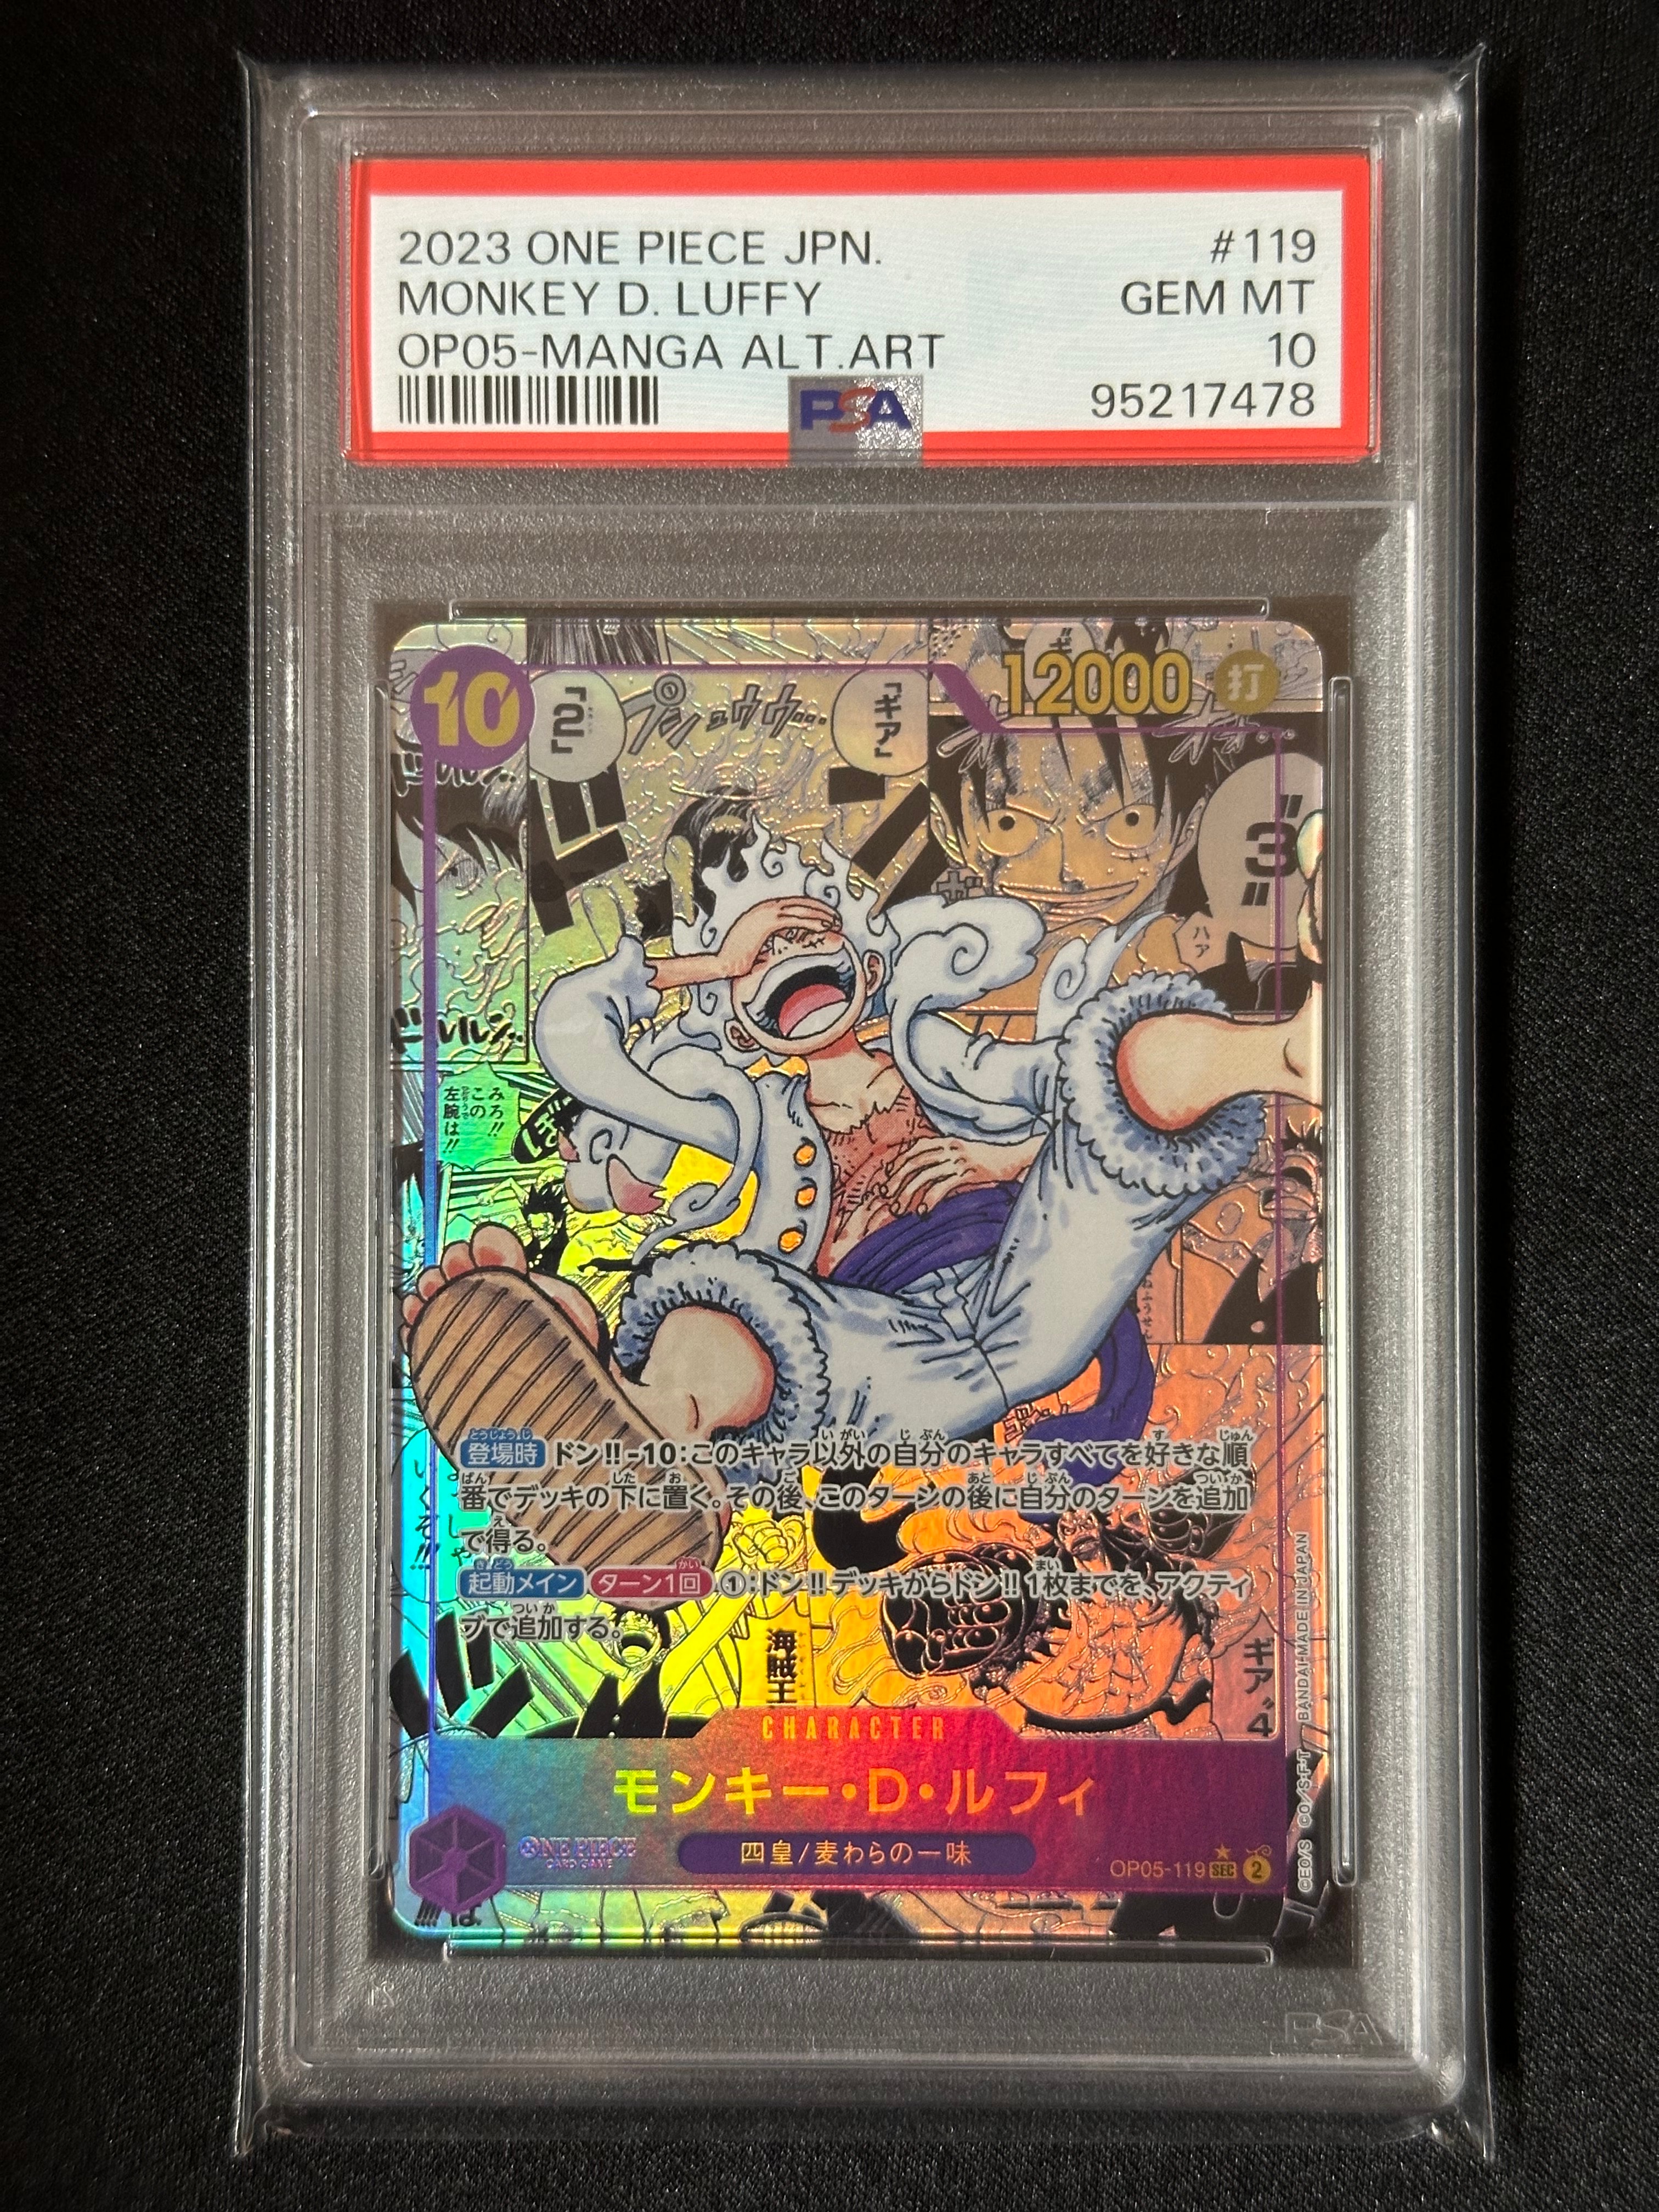 2023 ONE PIECE JPN. #119
MONKEY D. LUFFY GEM MT
OP05-MANGA ALT.ART 10
PSA 95217478
10
12000 打
「ギア」
プシュウウ…
「2」
ドン
"3"
ハア
ドルルン
みろ!!
この
左腕は!!
登場時 ドン!!-10:このキャラ以外の自分のキャラすべてを好きな順
番でデッキの下に置く。その後、このターンの後に自分のターンを追加
で得る。
起動メイン ターン1回 ①:ドン!!デッキからドン!!1枚までを、アクティ
ブで追加する。
海賊王
ギア"4
CHARACTER
モンキー・D・ルフィ
四皇/麦わらの一味
ONE PIECE
CARD GAME
OP05-119 SEC 2
©EO/S ©O/S・F・T BANDAI・MADE IN JAPAN
PSA